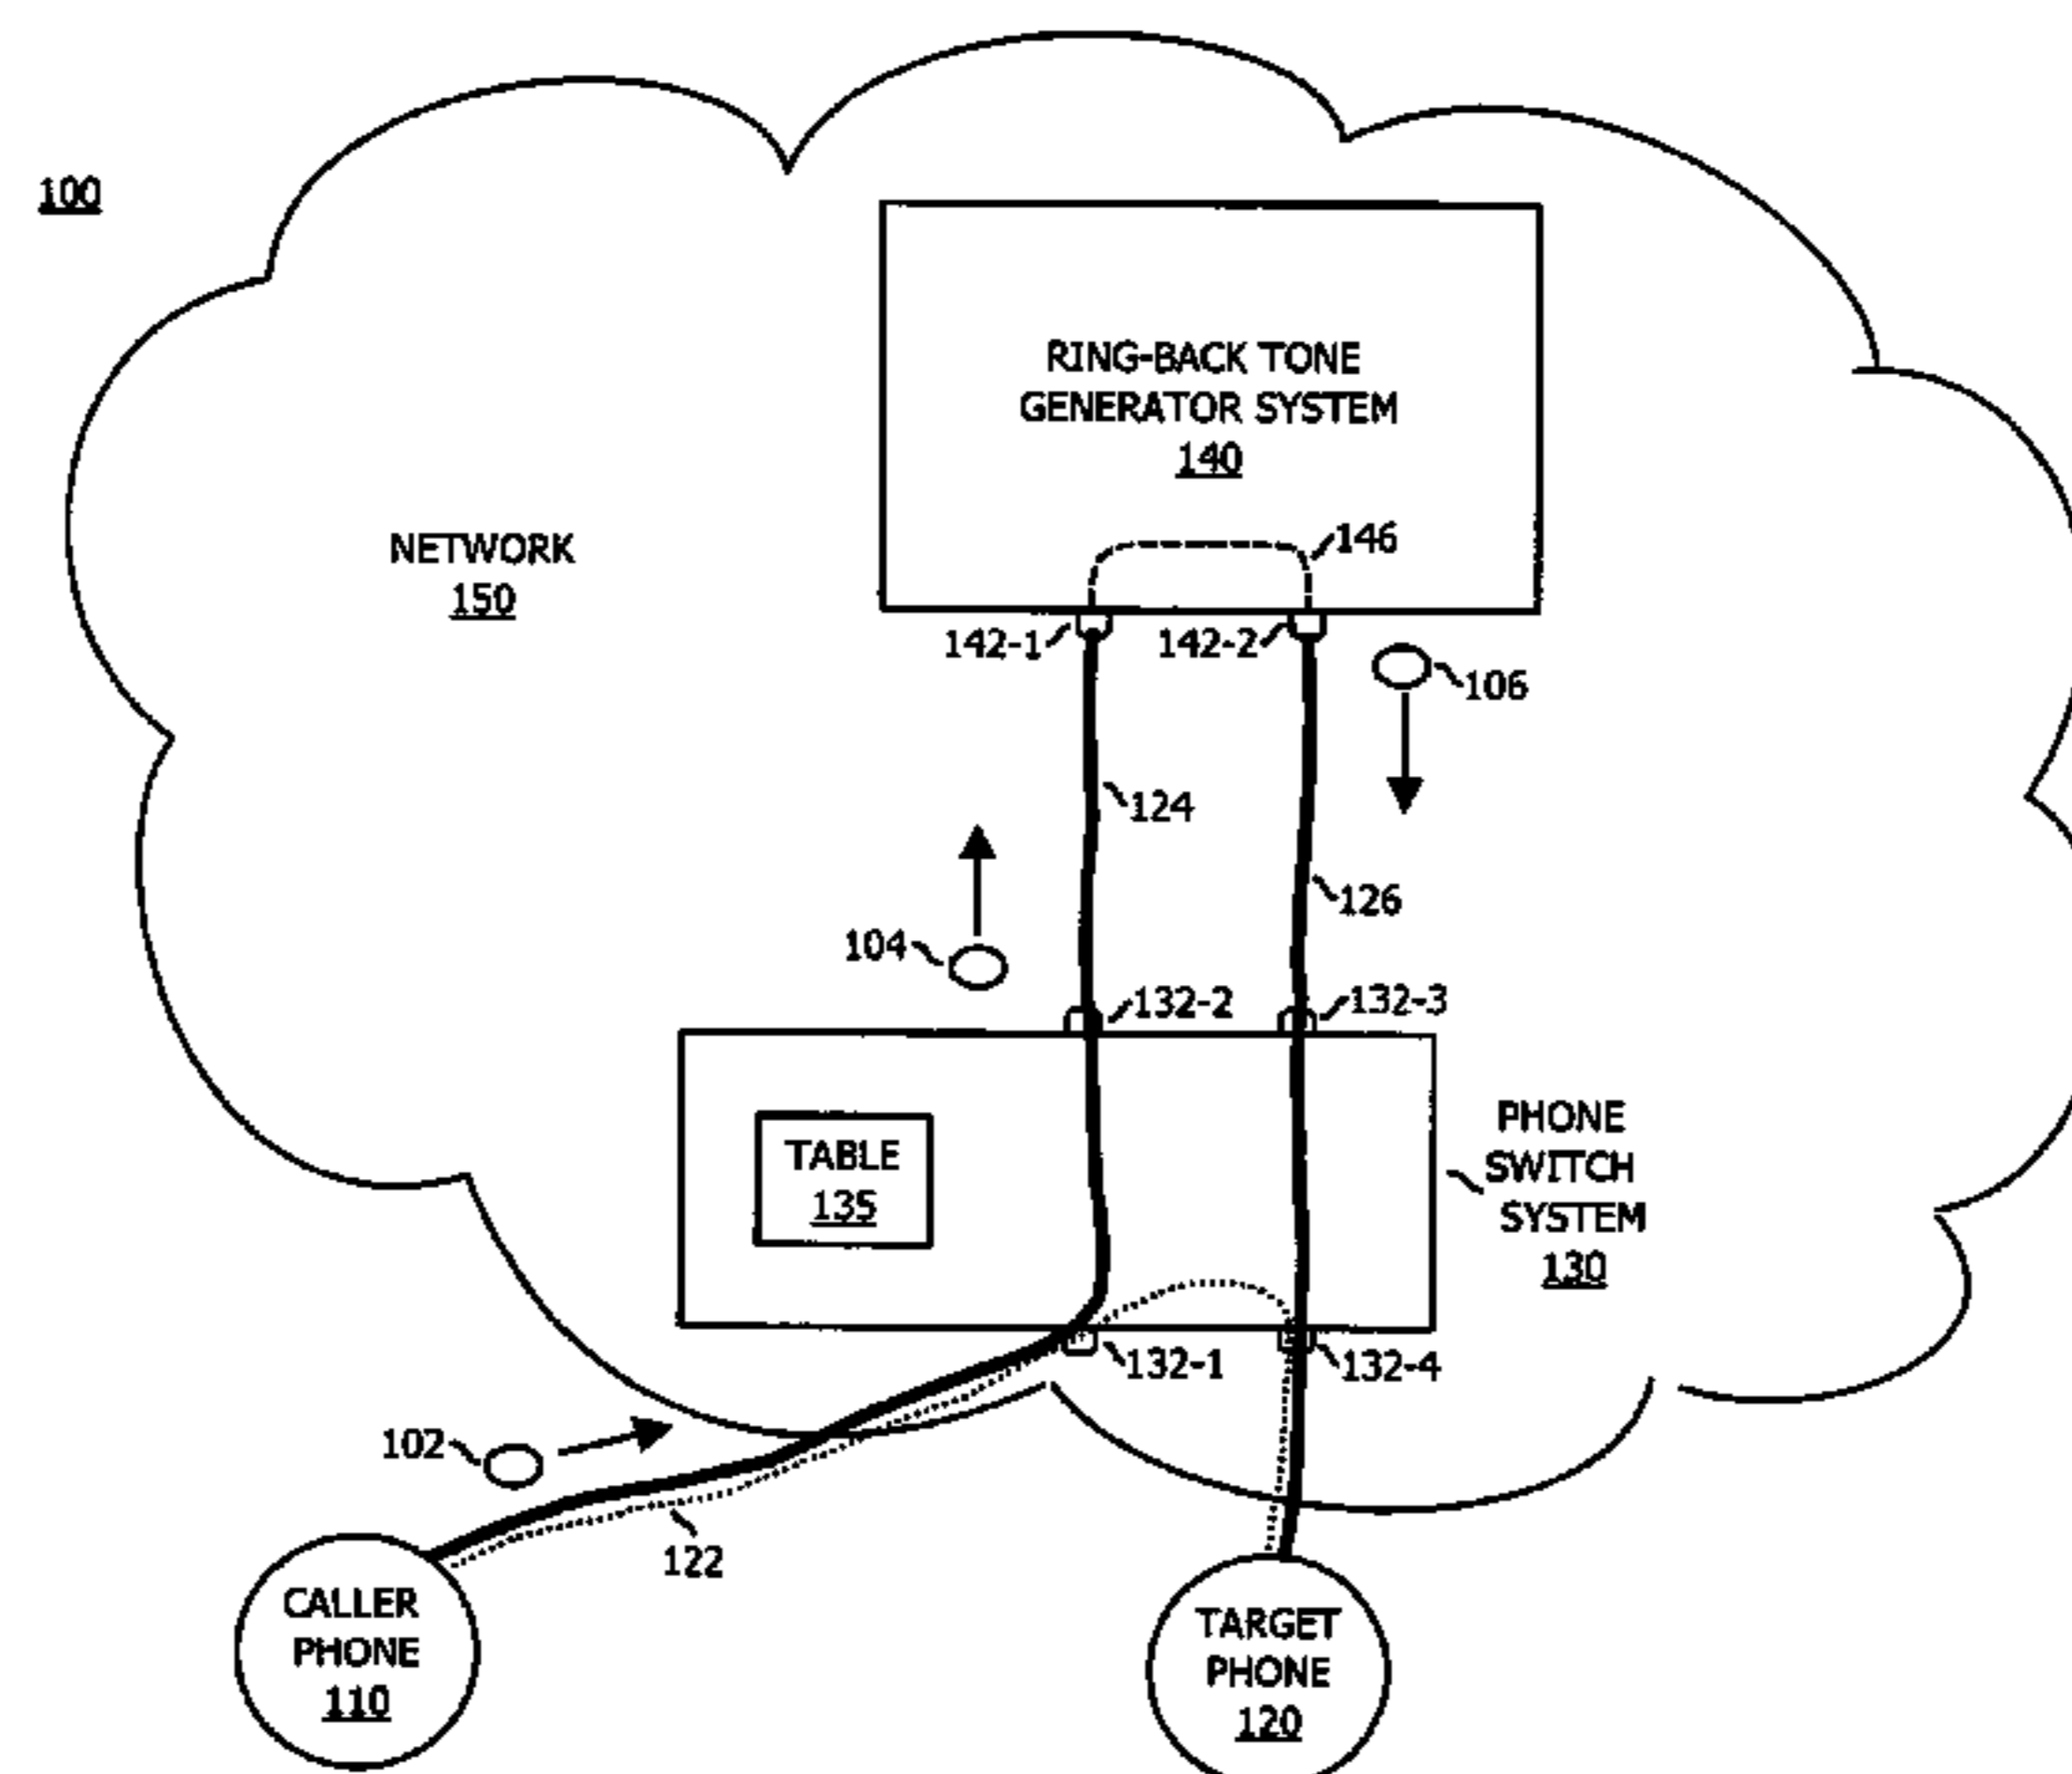 100
RING-BACK TONE
GENERATOR SYSTEM
140
NETWORK
150
146
142-1
142-2
106
124
126
104
132-2
132-3
TABLE
135
PHONE
SWITCH
SYSTEM
130
132-1
132-4
102
122
CALLER
PHONE
110
TARGET
PHONE
120